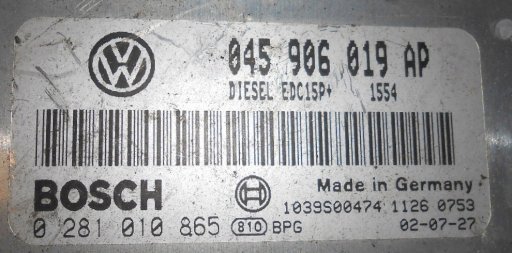 045 906 019 AP
DIESEL EDC15P+ 1554
BOSCH
Made in Germany
1039S00474 1126 0753
0 281 010 865 810 BPG 02-07-27